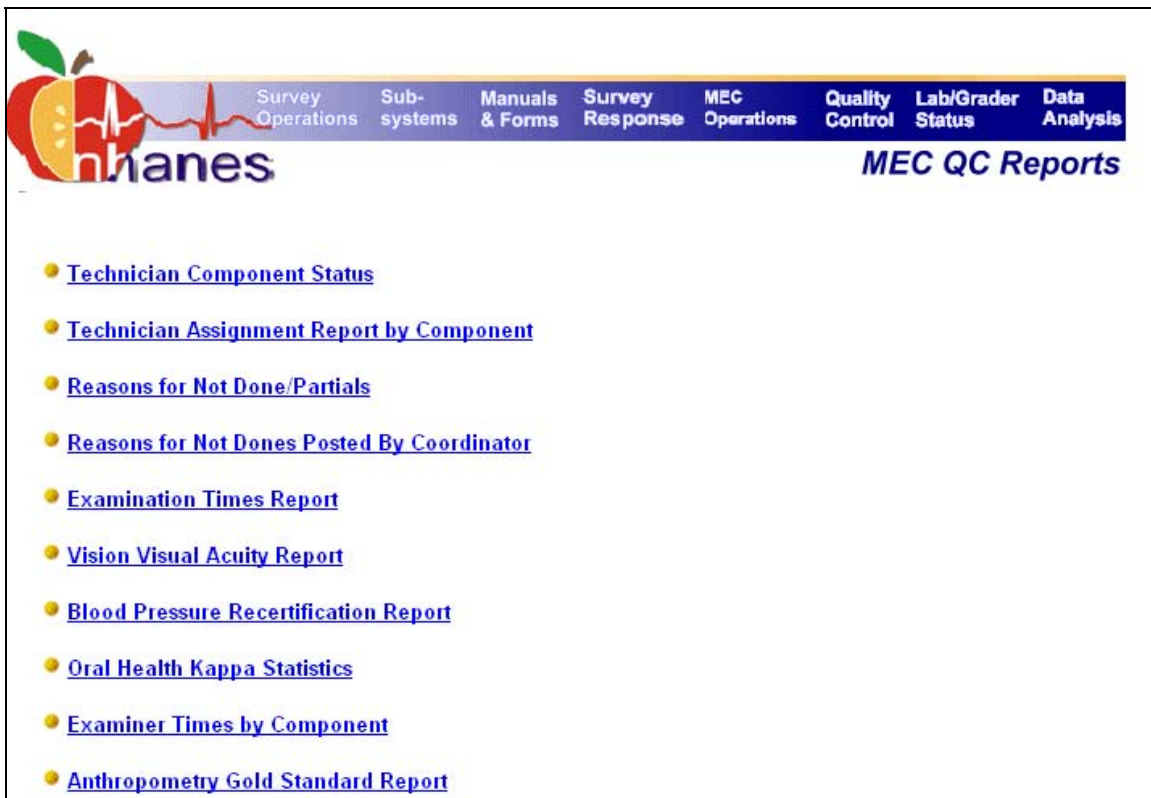 Survey Operations Sub-systems Manuals & Forms Survey Response MEC Operations Quality Control Lab/Grader Status Data Analysis
nhanes
MEC QC Reports
Technician Component Status
Technician Assignment Report by Component
Reasons for Not Done/Partials
Reasons for Not Dones Posted By Coordinator
Examination Times Report
Vision Visual Acuity Report
Blood Pressure Recertification Report
Oral Health Kappa Statistics
Examiner Times by Component
Anthropometry Gold Standard Report